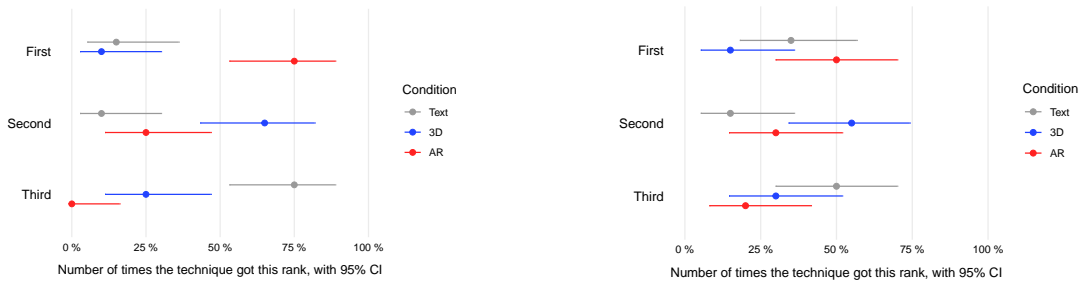 First
Second
Third
0 %
25 %
50 %
75 %
100 %
Number of times the technique got this rank, with 95% CI
Condition
Text
3D
AR
First
Second
Third
0 %
25 %
50 %
75 %
100 %
Number of times the technique got this rank, with 95% CI
Condition
Text
3D
AR